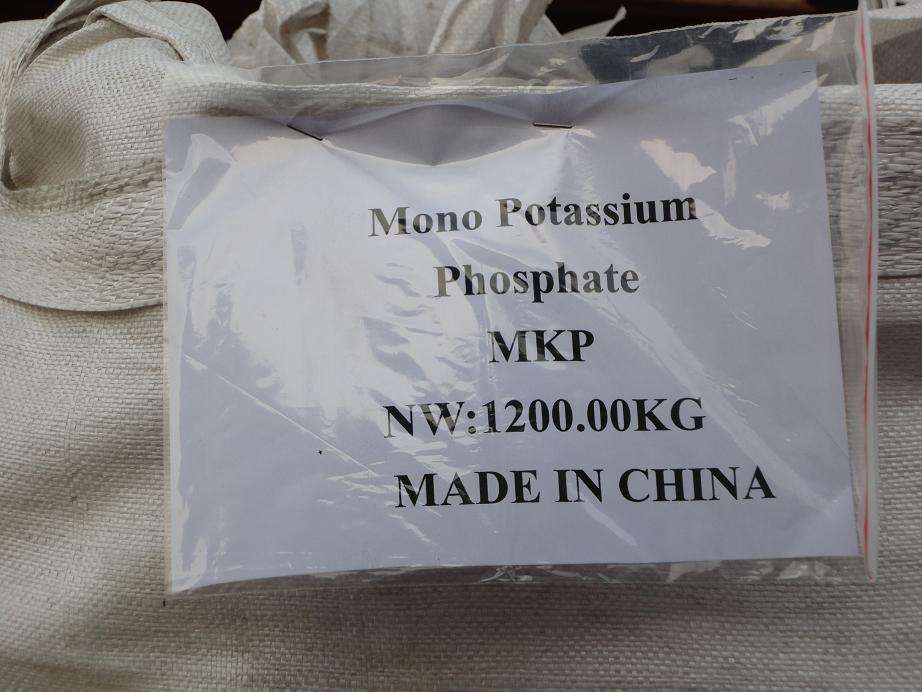 Mono Potassium
Phosphate
MKP
NW:1200.00KG
MADE IN CHINA